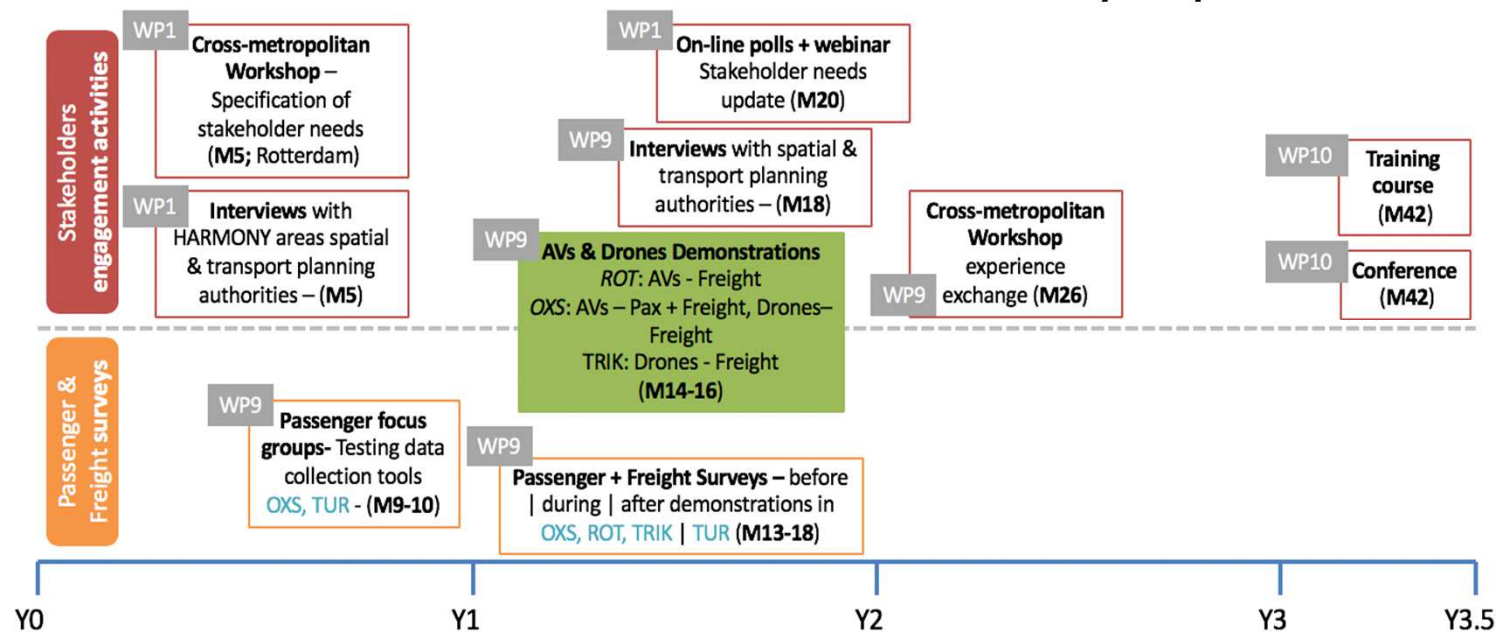 Stakeholders
engagement activities
WP1
Cross-metropolitan
Workshop –
Specification of
stakeholder needs
(M5; Rotterdam)
WP1
Interviews with
HARMONY areas spatial
& transport planning
authorities – (M5)
WP1
On-line polls + webinar
Stakeholder needs
update (M20)
WP9
Interviews with spatial &
transport planning
authorities – (M18)
WP9
AVs & Drones Demonstrations
ROT: AVs - Freight
OXS: AVs – Pax + Freight, Drones–
Freight
TRIK: Drones - Freight
(M14-16)
WP9
Cross-metropolitan
Workshop
experience
exchange (M26)
WP10
Training
course
(M42)
WP10
Conference
(M42)
Passenger &
Freight surveys
WP9
Passenger focus
groups- Testing data
collection tools
OXS, TUR - (M9-10)
WP9
Passenger + Freight Surveys – before
| during | after demonstrations in
OXS, ROT, TRIK | TUR (M13-18)
Y0
Y1
Y2
Y3
Y3.5